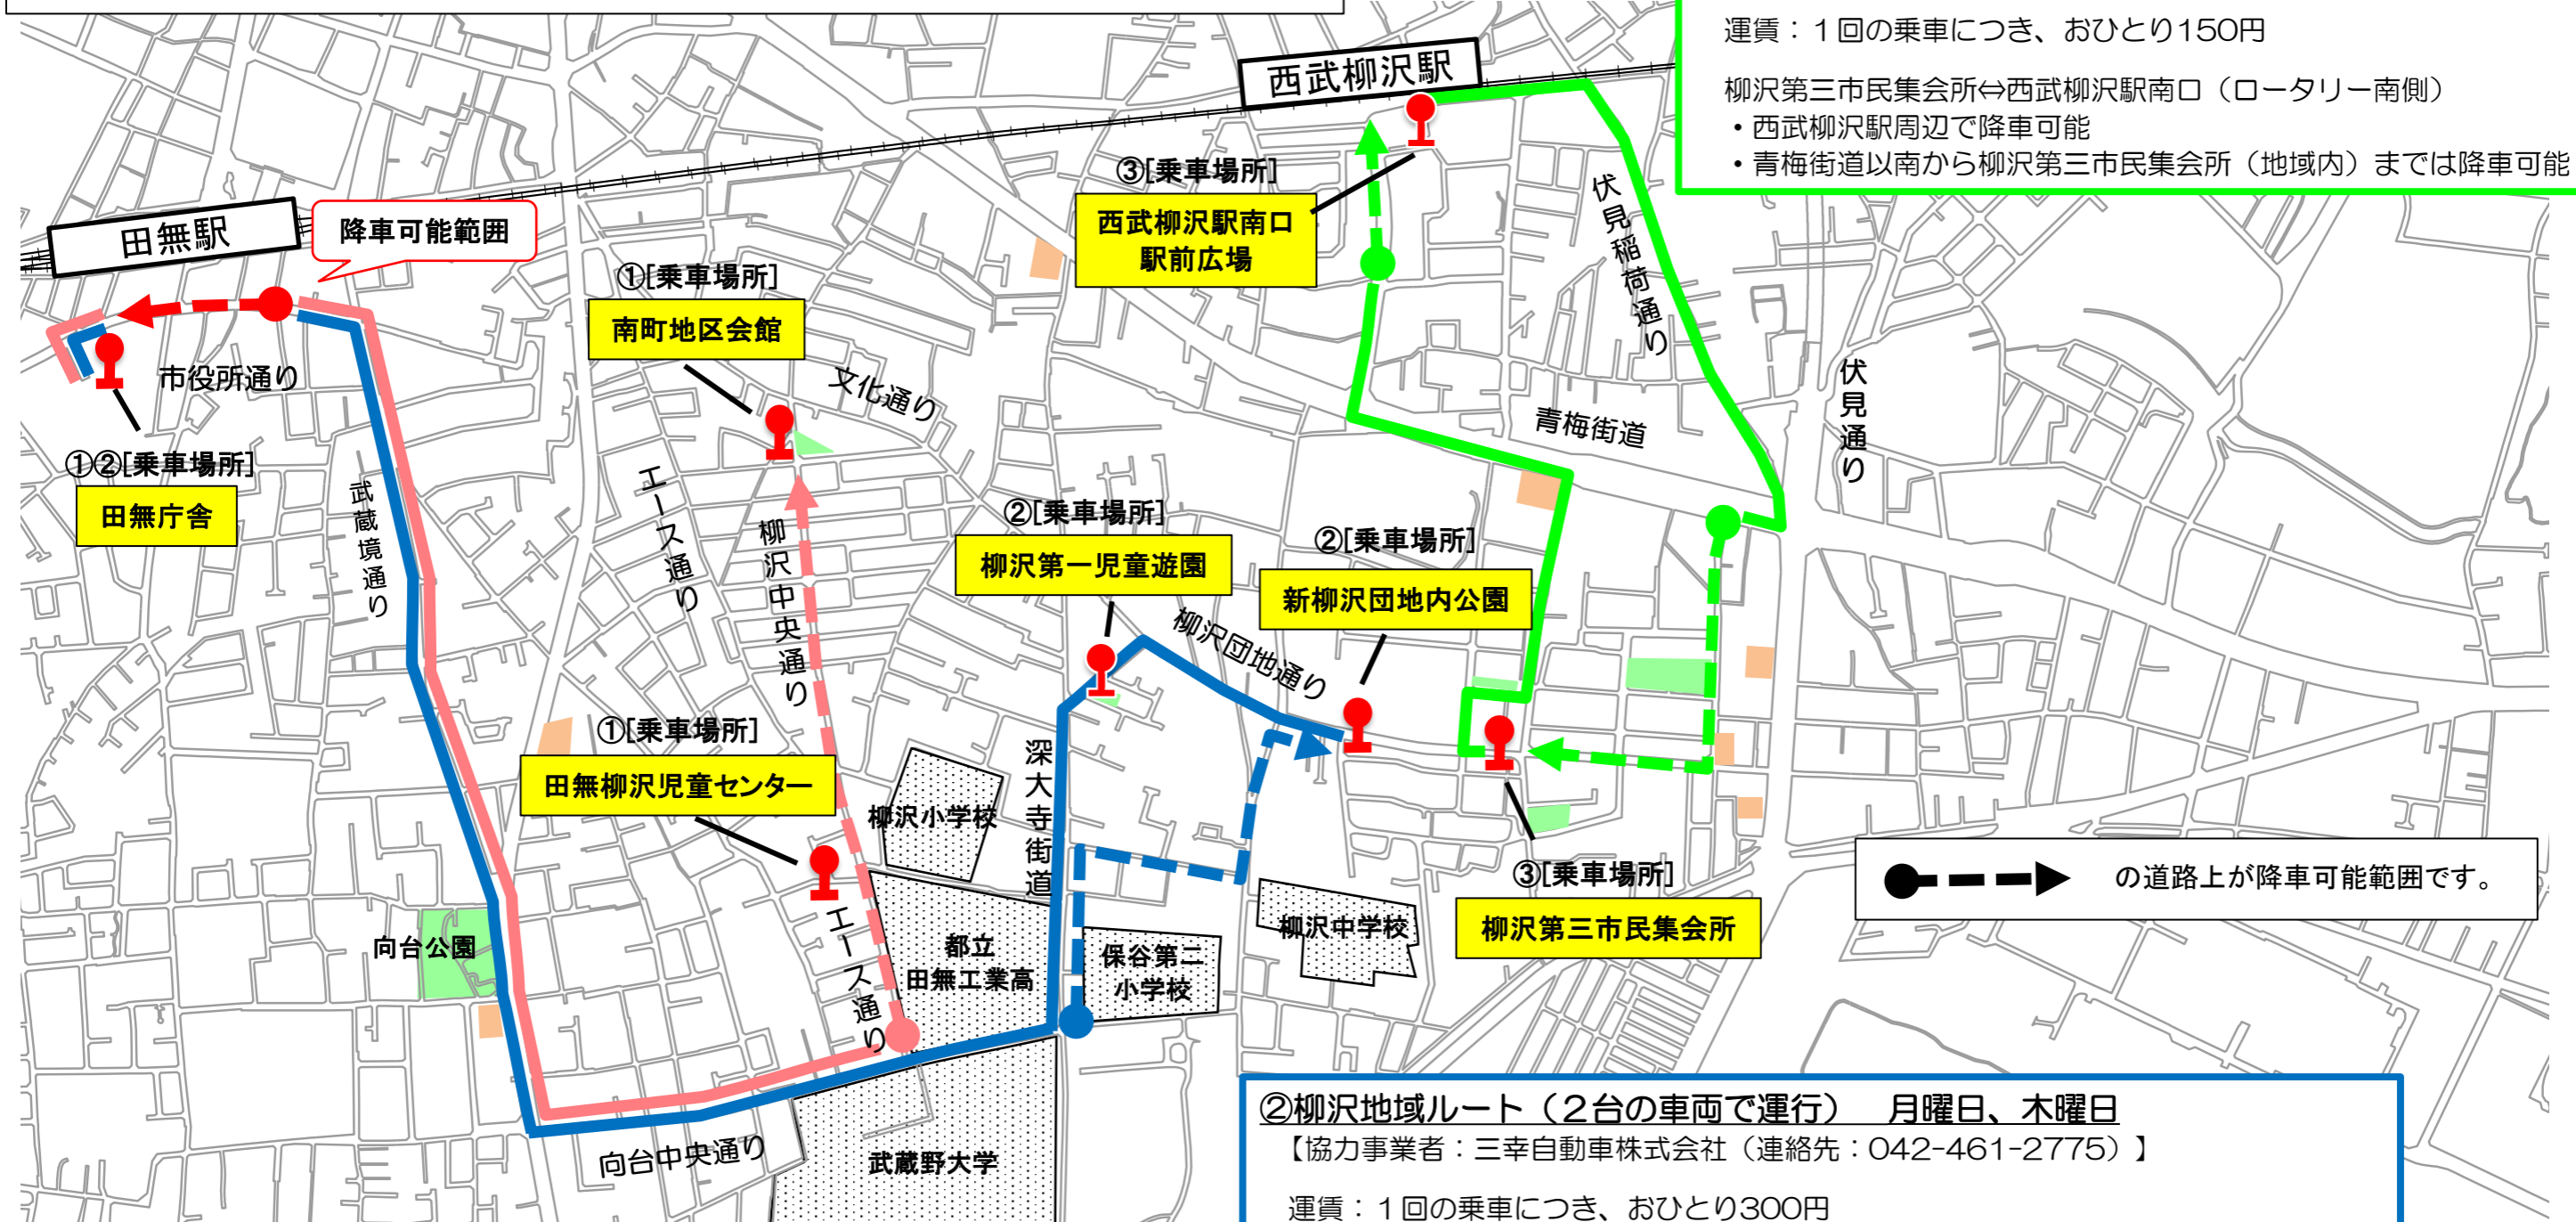 運賃：１回の乗車につき、おひとり150円
柳沢第三市民集会所⇔西武柳沢駅南口（ロータリー南側）
・西武柳沢駅周辺で降車可能
・青梅街道以南から柳沢第三市民集会所（地域内）までは降車可能
西武柳沢駅
③[乗車場所]
西武柳沢駅南口
駅前広場
伏見稲荷通り
田無駅
降車可能範囲
①[乗車場所]
南町地区会館
市役所通り
文化通り
青梅街道
伏見通り
①②[乗車場所]
田無庁舎
武蔵境通り
エース通り
柳沢中央通り
②[乗車場所]
柳沢第一児童遊園
②[乗車場所]
新柳沢団地内公園
柳沢団地通り
①[乗車場所]
田無柳沢児童センター
柳沢小学校
深大寺街道
③[乗車場所]
柳沢第三市民集会所
の道路上が降車可能範囲です。
向台公園
エース通り
都立
田無工業高
保谷第二
小学校
柳沢中学校
向台中央通り
武蔵野大学
②柳沢地域ルート（２台の車両で運行）　月曜日、木曜日
【協力事業者：三幸自動車株式会社（連絡先：042-461-2775）】
運賃：１回の乗車につき、おひとり300円